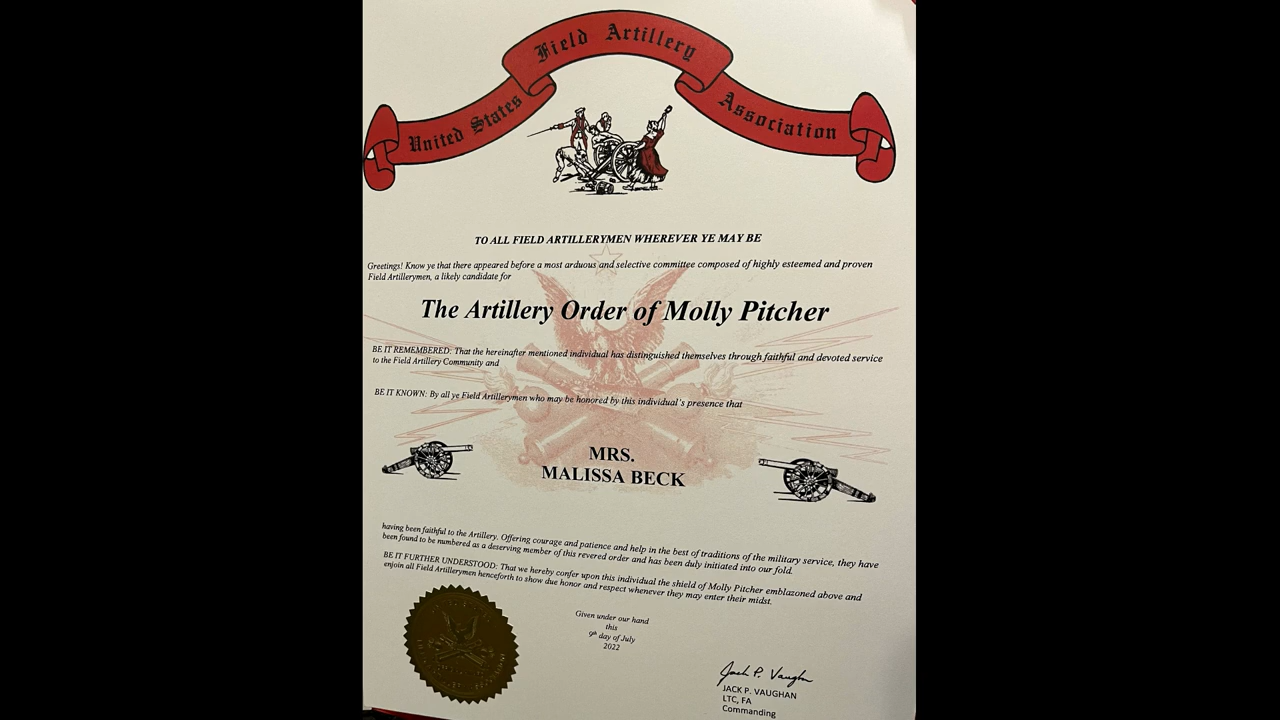 United States Field Artillery Association
TO ALL FIELD ARTILLERYMEN WHEREVER YE MAY BE
Greetings! Know ye that there appeared before a most arduous and selective committee composed of highly esteemed and proven
Field Artillerymen, a likely candidate for
The Artillery Order of Molly Pitcher
BE IT REMEMBERED: That the hereinafter mentioned individual has distinguished themselves through faithful and devoted service
to the Field Artillery Community and
BE IT KNOWN: By all ye Field Artillerymen who may be honored by this individual's presence that
MRS.
MALISSA BECK
having been faithful to the Artillery. Offering courage and patience and help in the best of traditions of the military service, they have
been found to be numbered as a deserving member of this revered order and has been duly initiated into our fold.
BE IT FURTHER UNDERSTOOD: That we hereby confer upon this individual the shield of Molly Pitcher emblazoned above and
enjoin all Field Artillerymen henceforth to show due honor and respect whenever they may enter their midst.
Given under our hand
this
9th day of July
2022
Jack P. Vaughan
JACK P. VAUGHAN
LTC, FA
Commanding